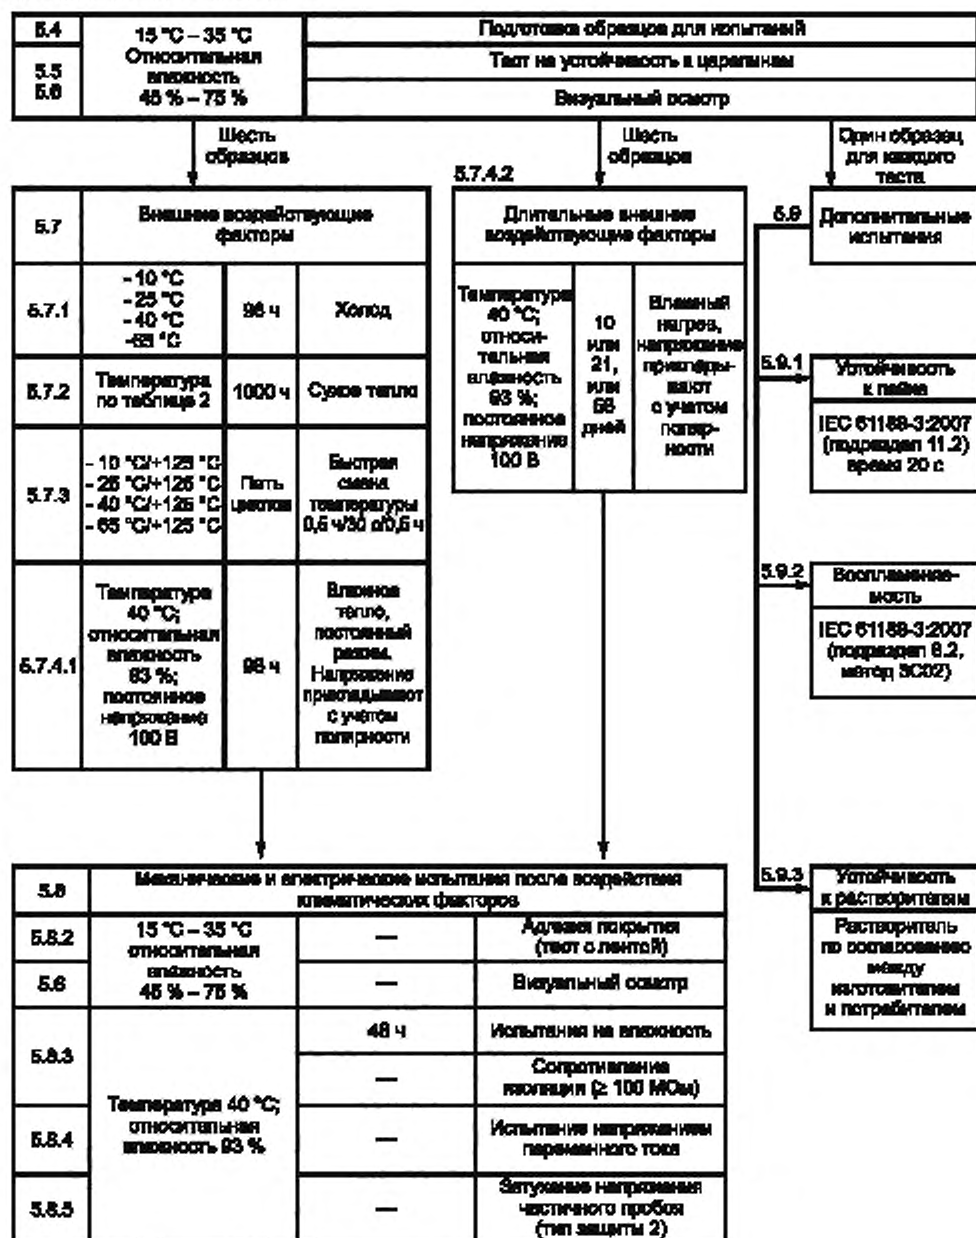 5.4
15 °C – 35 °C
Относительная
влажность
45 % – 75 %
Подготовка образцов для испытаний
5.5
5.6
Тест на устойчивость к царапинам
Визуальный осмотр
Шесть
образцов
Шесть
образцов
Один образец
для каждого
теста
5.7
Внешние воздействующие
факторы
5.7.1
- 10 °C
- 25 °C
- 40 °C
-65 °C
96 ч
Холод
5.7.2
Температура
по таблице 2
1000 ч
Сухое тепло
5.7.3
- 10 °C/+125 °C
- 25 °C/+125 °C
- 40 °C/+125 °C
- 65 °C/+125 °C
Пять
циклов
Быстрая
смена
температуры
0,5 ч/30 с/0,5 ч
5.7.4.1
Температура
40 °C;
относительная
влажность
93 %;
постоянное
напряжение
100 В
96 ч
Влажное
тепло,
постоянный
режим.
Напряжение
прикладывают
с учетом
полярности
5.7.4.2
Длительные внешние
воздействующие факторы
Температура
40 °C;
относи-
тельная
влажность
93 %;
постоянное
напряжение
100 В
10
или
21,
или
56
дней
Влажный
нагрев,
напряжение
приклады-
вают
с учетом
поляр-
ности
5.9
Дополнительные
испытания
5.9.1
Устойчивость
к пайке
IEC 61189-3:2007
(подраздел 11.2)
время 20 с
5.9.2
Воспламеняе-
мость
IEC 61189-3:2007
(подраздел 8.2,
метод 3C02)
5.9.3
Устойчивость
к растворителям
Растворитель
по согласованию
между
изготовителем
и потребителем
5.8
Механические и электрические испытания после воздействия
климатических факторов
5.8.2
15 °C – 35 °C
относительная
влажность
45 % – 75 %
—
Адгезия покрытия
(тест с лентой)
5.6
—
Визуальный осмотр
5.8.3
Температура 40 °C;
относительная
влажность 93 %
48 ч
Испытания на влажность
—
Сопротивление
изоляции (≥ 100 МОм)
5.8.4
—
Испытание напряжением
переменного тока
5.8.5
—
Затухание напряжения
частичного пробоя
(тип защиты 2)